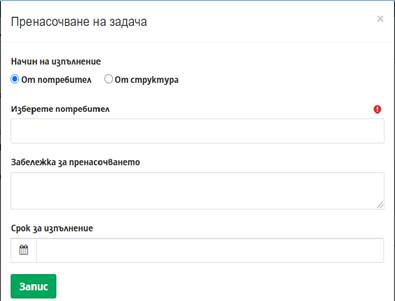 Пренасочване на задача
×
Начин на изпълнение
От потребител От структура
Изберете потребител
Забележка за пренасочването
Срок за изпълнение
Запис